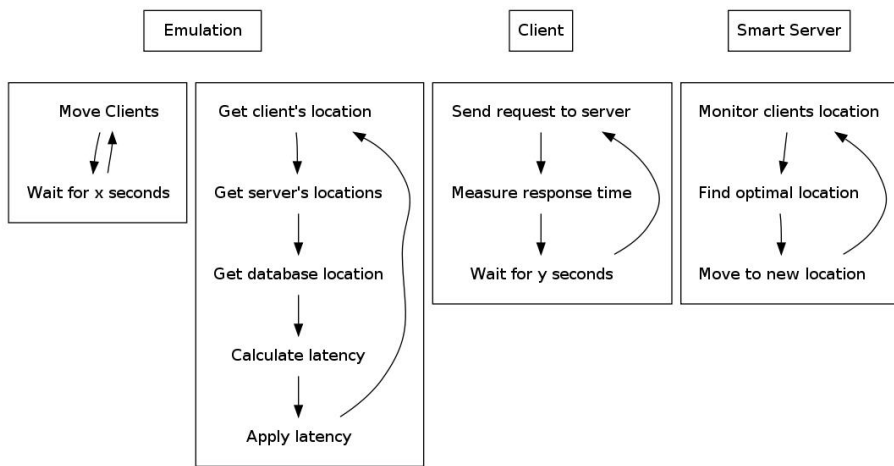 Emulation
Client
Smart Server
Move Clients
Wait for x seconds
Get client's location
Get server's locations
Get database location
Calculate latency
Apply latency
Send request to server
Measure response time
Wait for y seconds
Monitor clients location
Find optimal location
Move to new location